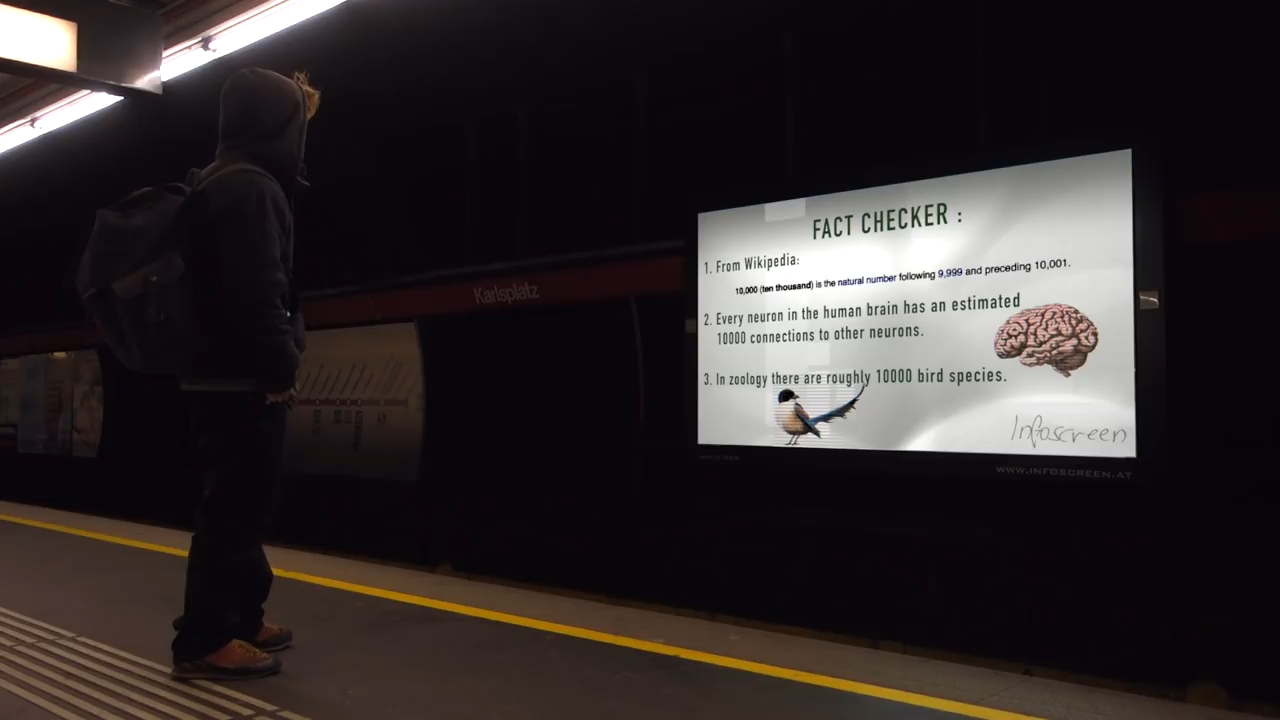 Karlsplatz
FACT CHECKER :
1. From Wikipedia:
10,000 (ten thousand) is the natural number following 9,999 and preceding 10,001.
2. Every neuron in the human brain has an estimated
10000 connections to other neurons.
3. In zoology there are roughly 10000 bird species.
Infoscreen
WWW.INFOSCREEN.AT